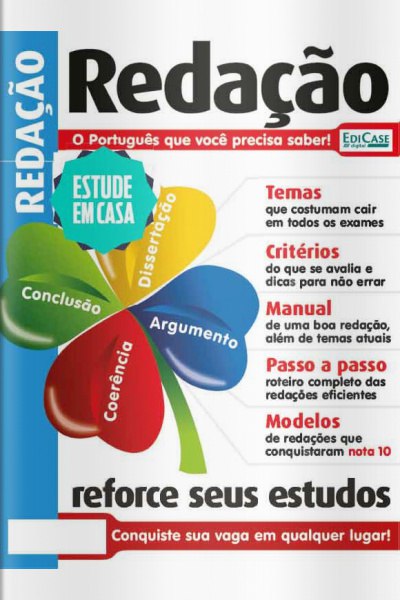 REDAÇÃO
Redação
O Português que você precisa saber!
EDICASE
digital
ESTUDE
EM CASA
Dissertação
Conclusão
Argumento
Coerência
Temas
que costumam cair
em todos os exames
Critérios
do que se avalia e
dicas para não errar
Manual
de uma boa redação,
além de temas atuais
Passo a passo
roteiro completo das
redações eficientes
Modelos
de redações que
conquistaram nota 10
reforce seus estudos
Conquiste sua vaga em qualquer lugar!